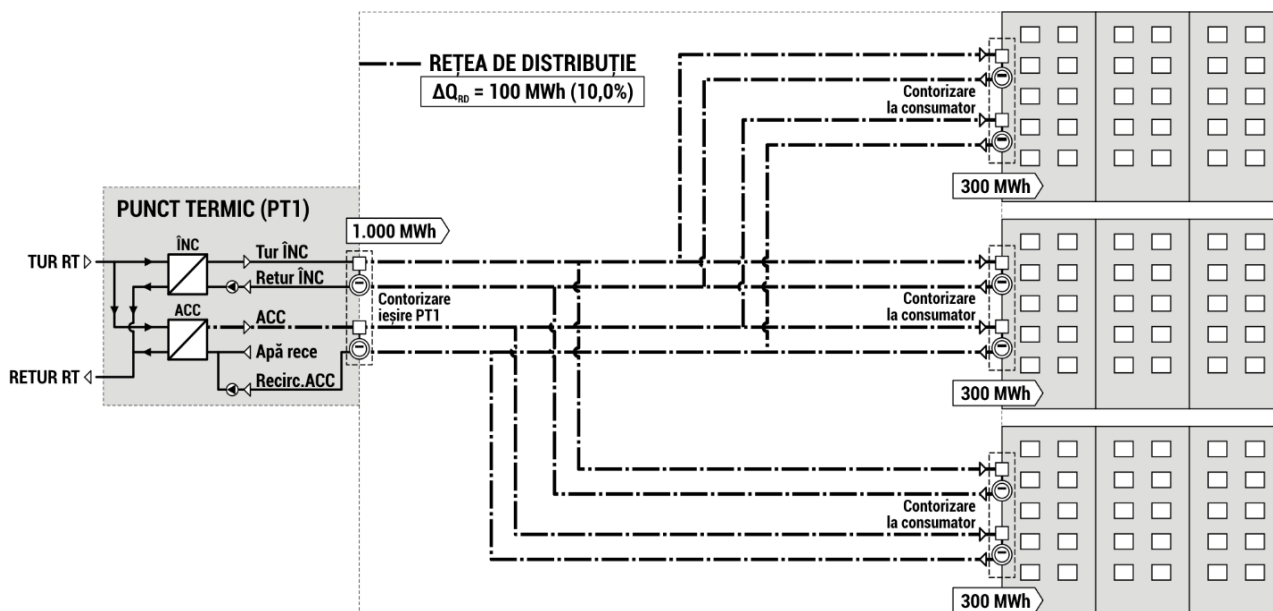 REȚEA DE DISTRIBUȚIE
ΔQRD = 100 MWh (10,0%)
Contorizare
la consumator
300 MWh
PUNCT TERMIC (PT1)
1.000 MWh
TUR RT
ÎNC
Tur ÎNC
Retur ÎNC
Contorizare
ieșire PT1
ACC
ACC
Apă rece
RETUR RT
Recirc.ACC
Contorizare
la consumator
300 MWh
Contorizare
la consumator
300 MWh